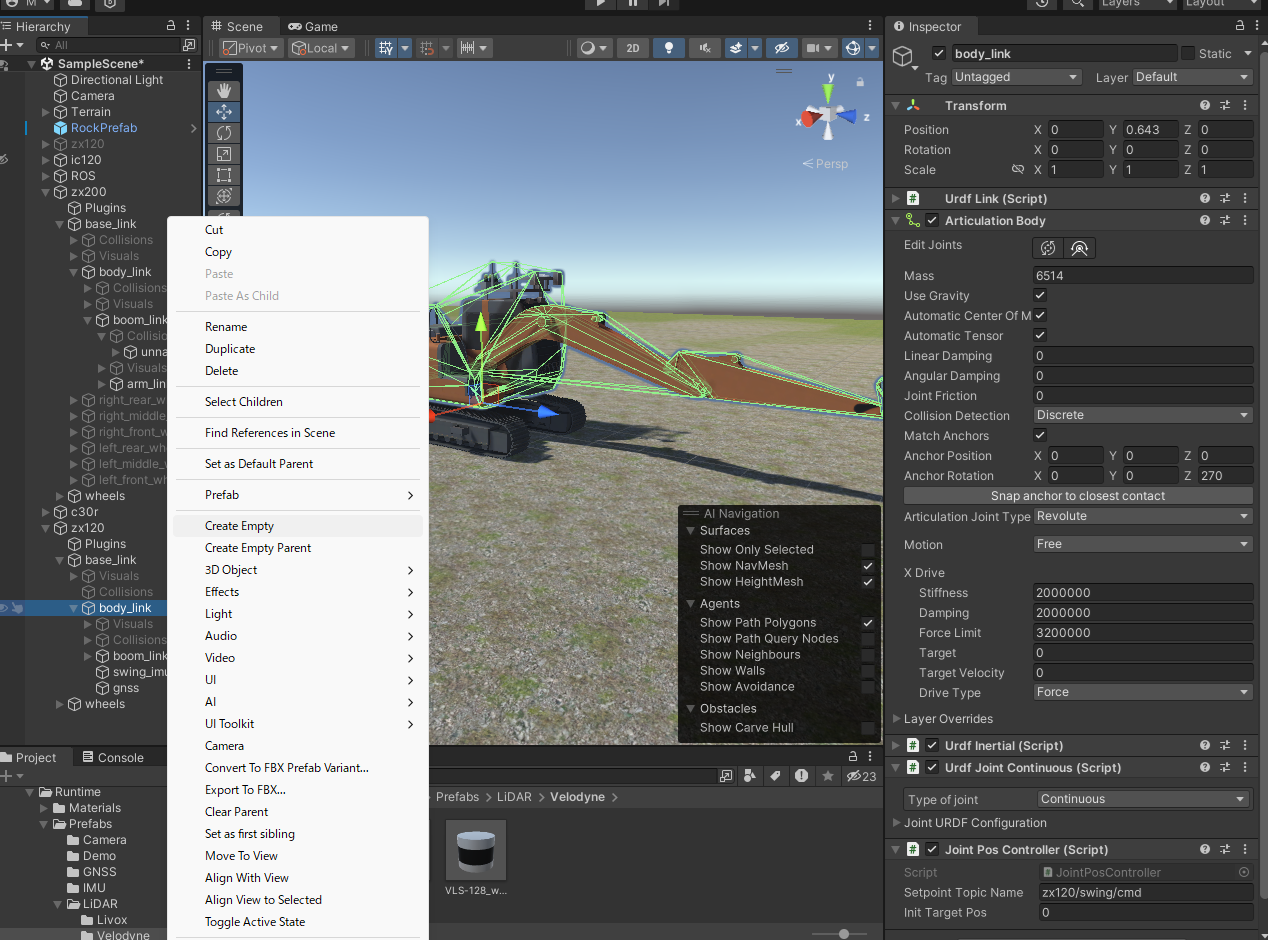 M
Layers
Layout
Hierarchy
All
SampleScene*
Directional Light
Camera
Terrain
RockPrefab
zx120
ic120
ROS
zx200
Plugins
base_link
Collisions
Visuals
body_link
Collisions
Visuals
boom_link
Collisio
unna
Visuals
arm_lin
right_rear_w
right_middle_
right_front_w
left_rear_wh
left_middle_w
left_front_wh
wheels
c30r
zx120
Plugins
base_link
Visuals
Collisions
body_link
Visuals
Collisions
boom_link
swing_imu
gnss
wheels
Cut
Copy
Paste
Paste As Child
Rename
Duplicate
Delete
Select Children
Find References in Scene
Set as Default Parent
Prefab
Create Empty
Create Empty Parent
3D Object
Effects
Light
Audio
Video
UI
AI
UI Toolkit
Camera
Convert To FBX Prefab Variant...
Export To FBX...
Clear Parent
Set as first sibling
Move To View
Align With View
Align View to Selected
Toggle Active State
Scene
Game
Pivot
Local
2D
y
x
z
Persp
AI Navigation
Surfaces
Show Only Selected
Show NavMesh
Show HeightMesh
Agents
Show Path Polygons
Show Path Query Nodes
Show Neighbours
Show Walls
Show Avoidance
Obstacles
Show Carve Hull
Project
Console
23
Runtime
Materials
Prefabs
Camera
Demo
GNSS
IMU
LiDAR
Livox
Velodyne
Prefabs
LiDAR
Velodyne
VLS-128_w...
Inspector
body_link
Static
Tag Untagged
Layer Default
Transform
Position X 0 Y 0.643 Z 0
Rotation X 0 Y 0 Z 0
Scale X 1 Y 1 Z 1
Urdf Link (Script)
Articulation Body
Edit Joints
Mass 6514
Use Gravity
Automatic Center Of M
Automatic Tensor
Linear Damping 0
Angular Damping 0
Joint Friction 0
Collision Detection Discrete
Match Anchors
Anchor Position X 0 Y 0 Z 0
Anchor Rotation X 0 Y 0 Z 270
Snap anchor to closest contact
Articulation Joint Type Revolute
Motion Free
X Drive
Stiffness 2000000
Damping 2000000
Force Limit 3200000
Target 0
Target Velocity 0
Drive Type Force
Layer Overrides
Urdf Inertial (Script)
Urdf Joint Continuous (Script)
Type of joint Continuous
Joint URDF Configuration
Joint Pos Controller (Script)
Script JointPosController
Setpoint Topic Name zx120/swing/cmd
Init Target Pos 0